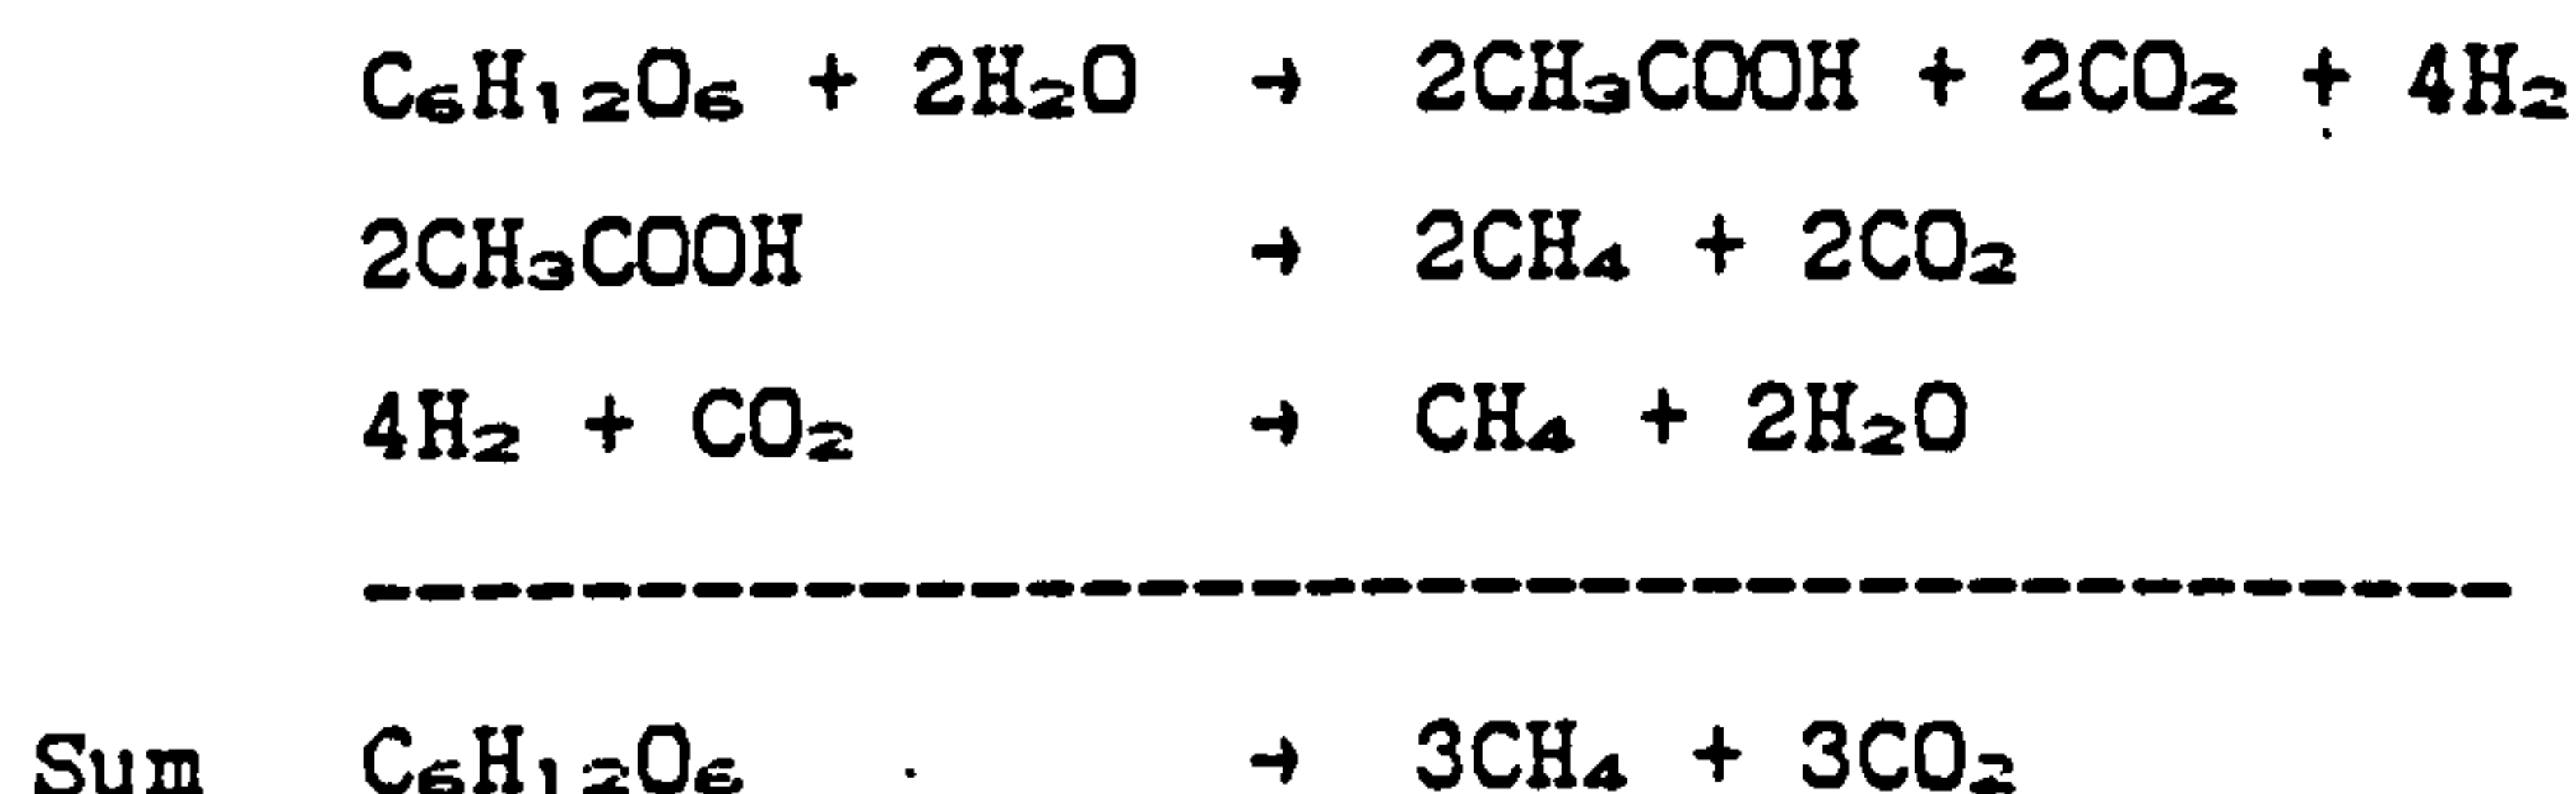 C₆H₁₂O₆ + 2H₂O → 2CH₃COOH + 2CO₂ + 4H₂
2CH₃COOH → 2CH₄ + 2CO₂
4H₂ + CO₂ → CH₄ + 2H₂O
---------------------------------------
Sum C₆H₁₂O₆ → 3CH₄ + 3CO₂